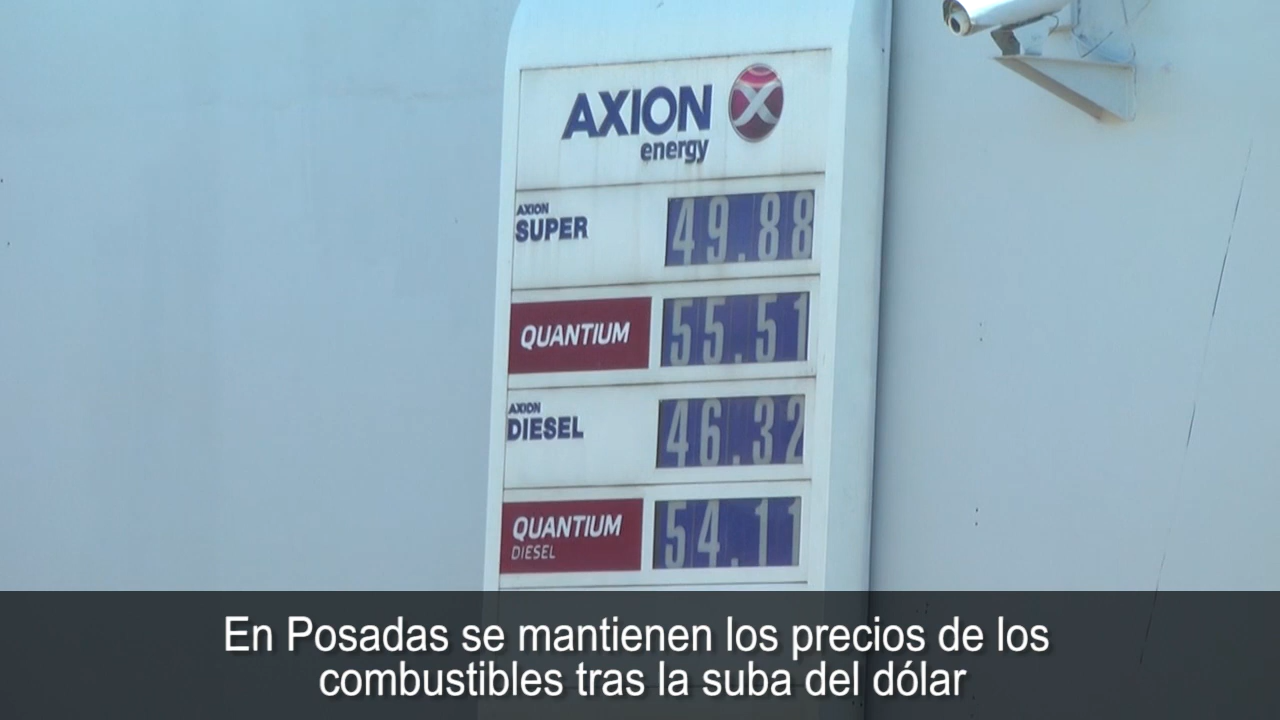 AXION
energy
AXION
SUPER 49.88
QUANTIUM 55.51
AXION
DIESEL 46.32
QUANTIUM
DIESEL 54.11
En Posadas se mantienen los precios de los
combustibles tras la suba del dólar